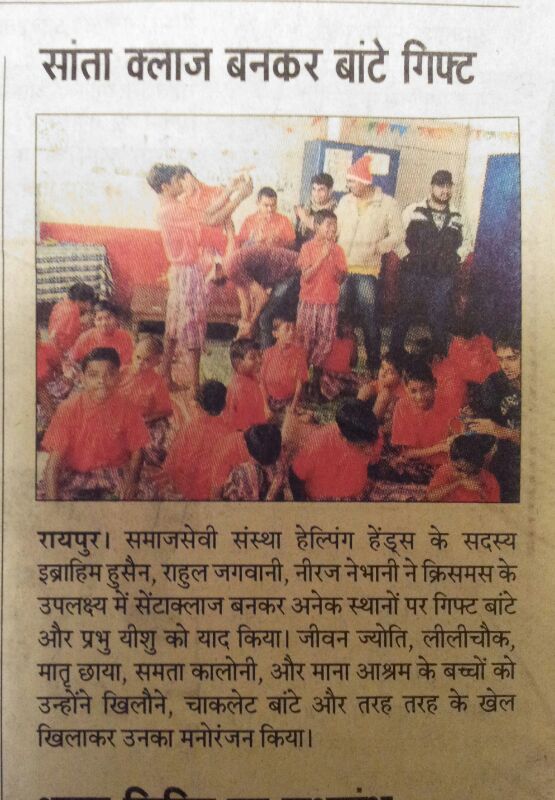 सांता क्लाज बनकर बांटे गिफ्ट
रायपुर। समाजसेवी संस्था हेल्पिंग हेंड्स के सदस्य
इब्राहिम हुसैन, राहुल जगवानी, नीरज नेभानी ने क्रिसमस के
उपलक्ष्य में सेंटाक्लाज बनकर अनेक स्थानों पर गिफ्ट बांटे
और प्रभु यीशु को याद किया। जीवन ज्योति, लीलीचौक,
मातृ छाया, समता कालोनी, और माना आश्रम के बच्चों को
उन्होंने खिलौने, चाकलेट बांटे और तरह तरह के खेल
खिलाकर उनका मनोरंजन किया।